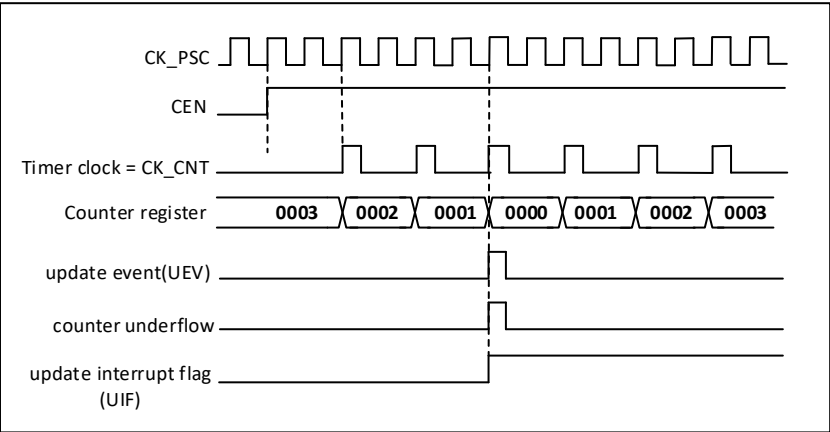 CK_PSC
CEN
Timer clock = CK_CNT
Counter register 0003 0002 0001 0000 0001 0002 0003
update event(UEV)
counter underflow
update interrupt flag
(UIF)